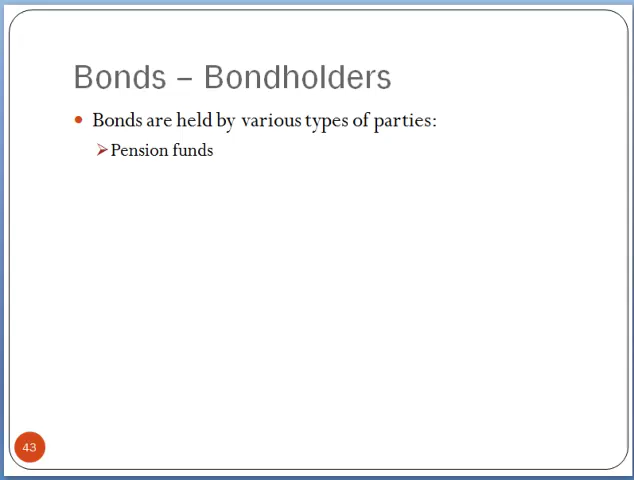 Bonds – Bondholders
Bonds are held by various types of parties:
Pension funds
43